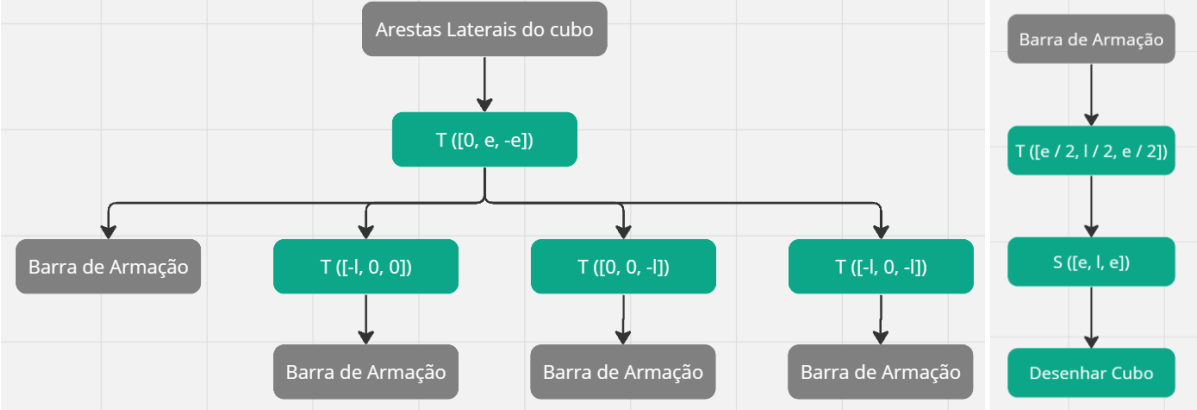 Arestas Laterais do cubo
T ([0, e, -e])
Barra de Armação
T ([-l, 0, 0])
T ([0, 0, -l])
T ([-l, 0, -l])
Barra de Armação
Barra de Armação
Barra de Armação
Barra de Armação
T ([e / 2, l / 2, e / 2])
S ([e, l, e])
Desenhar Cubo